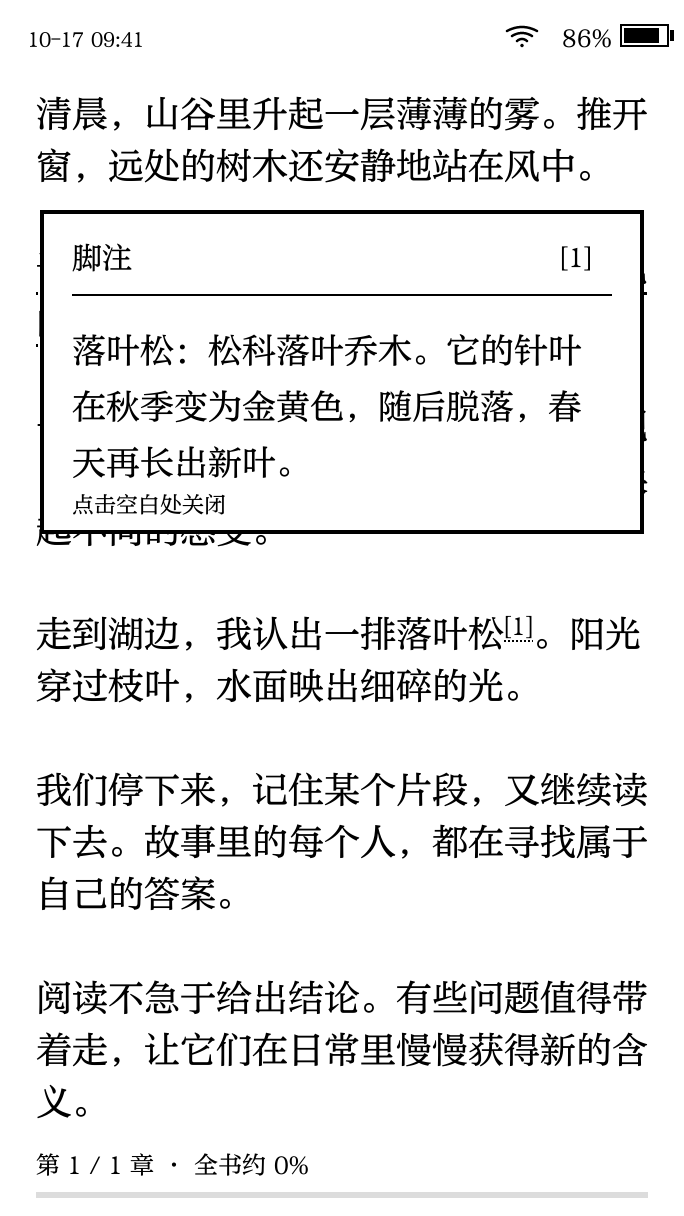 10-17 09:41 86%
清晨，山谷里升起一层薄薄的雾。推开
窗，远处的树木还安静地站在风中。
脚注 [1]
落叶松：松科落叶乔木。它的针叶
在秋季变为金黄色，随后脱落，春
天再长出新叶。
点击空白处关闭
走到湖边，我认出一排落叶松[1]。阳光
穿过枝叶，水面映出细碎的光。
我们停下来，记住某个片段，又继续读
下去。故事里的每个人，都在寻找属于
自己的答案。
阅读不急于给出结论。有些问题值得带
着走，让它们在日常里慢慢获得新的含
义。
第 1 / 1 章 · 全书约 0%